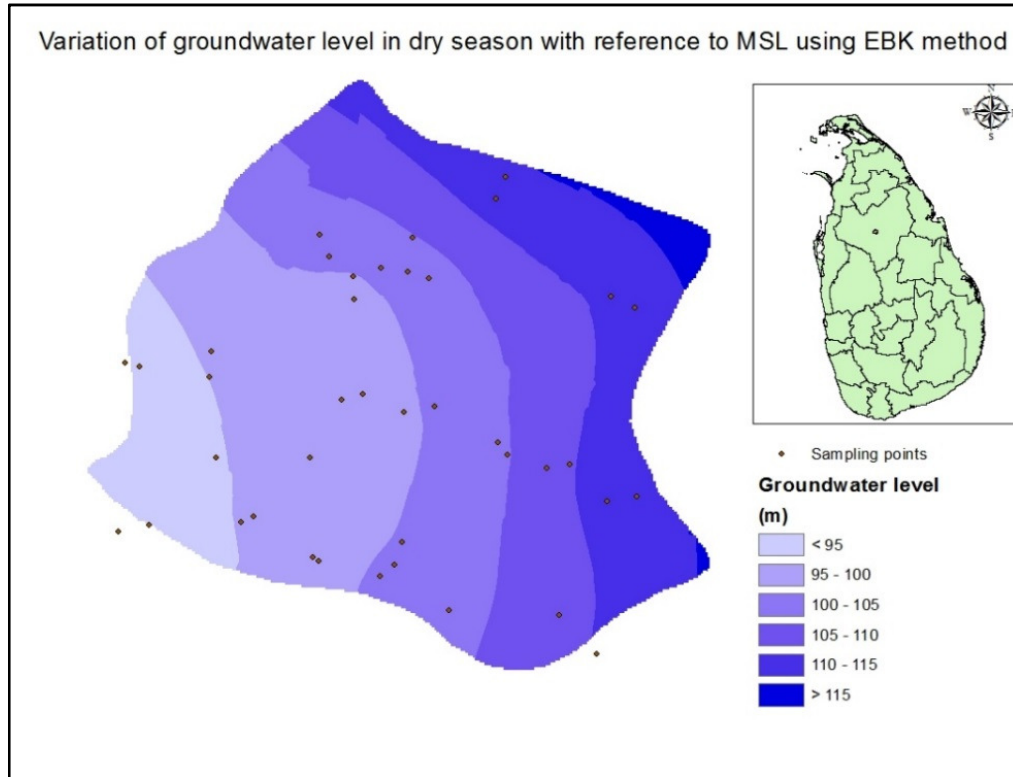 Variation of groundwater level in dry season with reference to MSL using EBK method
N
W
S
Sampling points
Groundwater level
(m)
< 95
95 - 100
100 - 105
105 - 110
110 - 115
> 115